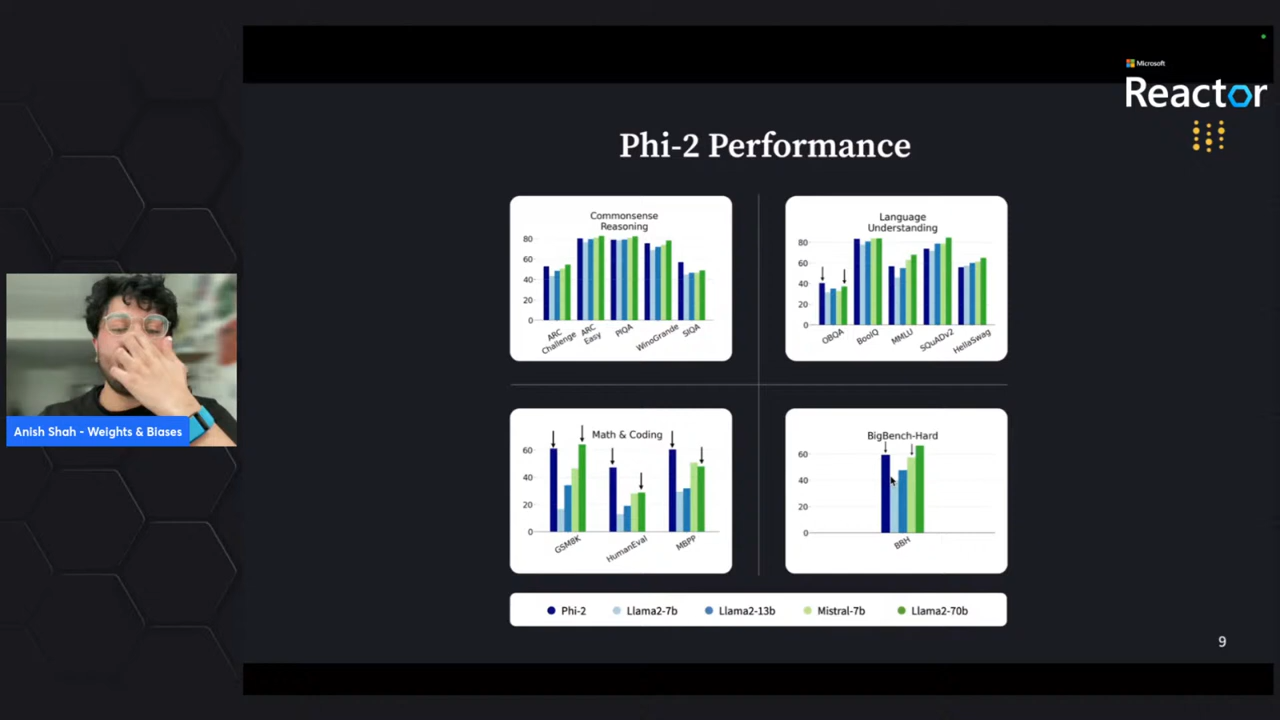 Microsoft
Reactor
Phi-2 Performance
Commonsense
Reasoning
80
60
40
20
0
ARC
Challenge
ARC
Easy
PIQA
WinoGrande
SIQA
Language
Understanding
80
60
40
20
0
OBQA
BoolQ
MMLU
SQuADv2
HellaSwag
Math & Coding
60
40
20
0
GSM8K
HumanEval
MBPP
BigBench-Hard
60
40
20
0
BBH
Phi-2
Llama2-7b
Llama2-13b
Mistral-7b
Llama2-70b
9
Anish Shah - Weights & Biases